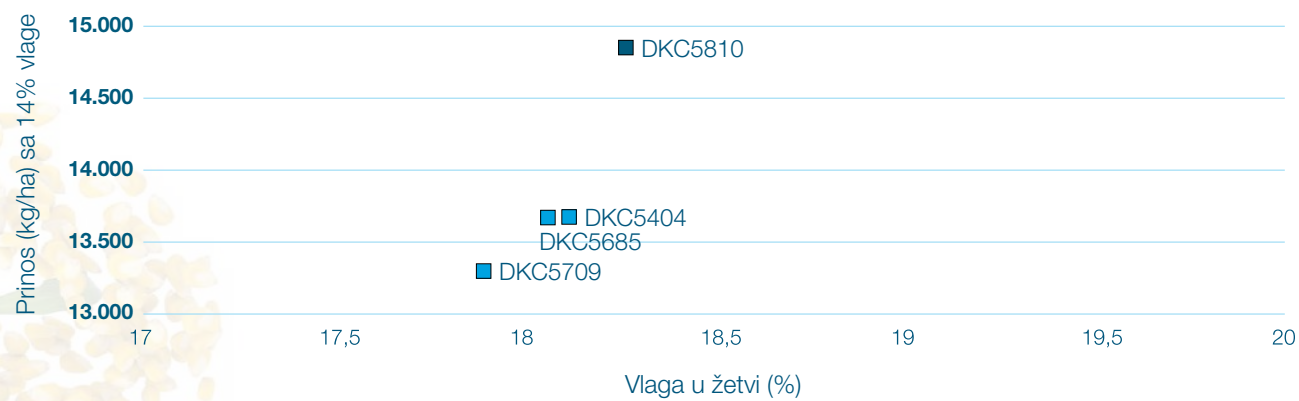 Prinos (kg/ha) sa 14% vlage
15.000
14.500
14.000
13.500
13.000
DKC5810
DKC5404
DKC5685
DKC5709
17 17,5 18 18,5 19 19,5 20
Vlaga u žetvi (%)